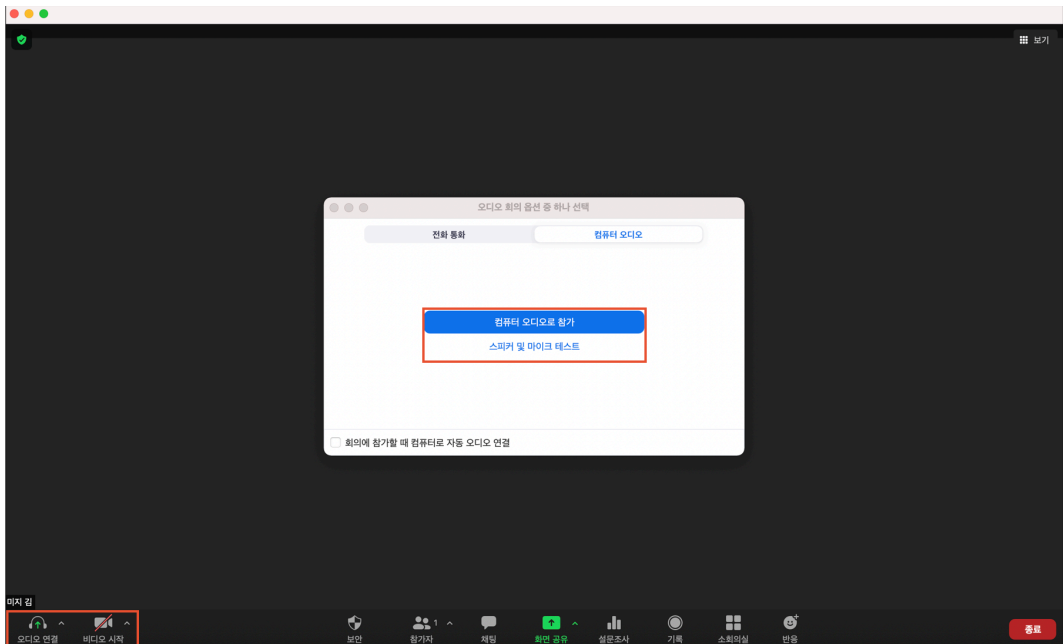 보기
오디오 회의 옵션 중 하나 선택
전화 통화
컴퓨터 오디오
컴퓨터 오디오로 참가
스피커 및 마이크 테스트
회의에 참가할 때 컴퓨터로 자동 오디오 연결
미지 김
오디오 연결
비디오 시작
보안
참가자
1
채팅
화면 공유
설문조사
기록
소회의실
반응
종료